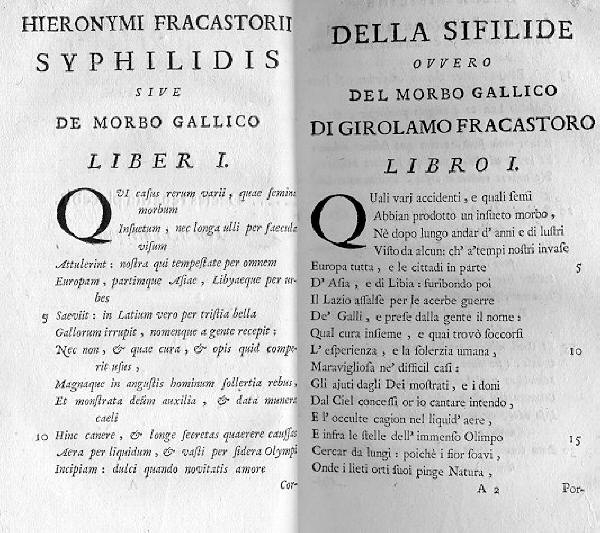 HIERONYMI FRACASTORII
SYPHILIDIS
SIVE
DE MORBO GALLICO
LIBER I.
QVI casus rerum varii, quae semina
morbum
Insuetum, nec longa ulli per saecula
visum
Attulerint: nostra qui tempestate per omnem
Europam, partimque Asiae, Libyaeque per ur-
bes
5 Saeviit: in Latium vero per tristia bella
Gallorum irrupit, nomenque a gente recepit;
Nec non, & quae cura, & opis quid compe-
rit usus,
Magnaque in angustis hominum sollertia rebus,
Et monstrata deûm auxilia, & data munera
caeli
10 Hinc canere, & longe secretas quaerere caussas
Aera per liquidum, & vasti per sidera Olympi
Incipiam: dulci quando novitatis amore
Cor-
DELLA SIFILIDE
OVVERO
DEL MORBO GALLICO
DI GIROLAMO FRACASTORO
LIBRO I.
Quali varj accidenti, e quali semi
Abbian prodotto un insueto morbo,
Nè dopo lungo andar d' anni e di lustri
Visto da alcun: ch' a' tempi nostri invase
Europa tutta, e le cittadi in parte 5
D' Asia, e di Libia: furibondo poi
Il Lazio assalse per le acerbe guerre
De' Galli, e prese dalla gente il nome:
Qual cura insieme, e quai trovò soccorsi
L' esperienza, e la solerzia umana, 10
Maravigliosa ne' difficil casi:
Gli ajuti dagli Dei mostrati, e i doni
Dal Ciel concessi or io cantare intendo,
E l' occulte cagion nel liquid' aere,
E infra le stelle dell' immenso Olimpo 15
Cercar da lungi: poichè i fior soavi,
Onde i lieti orti suoi pinge Natura,
A 2 Por-